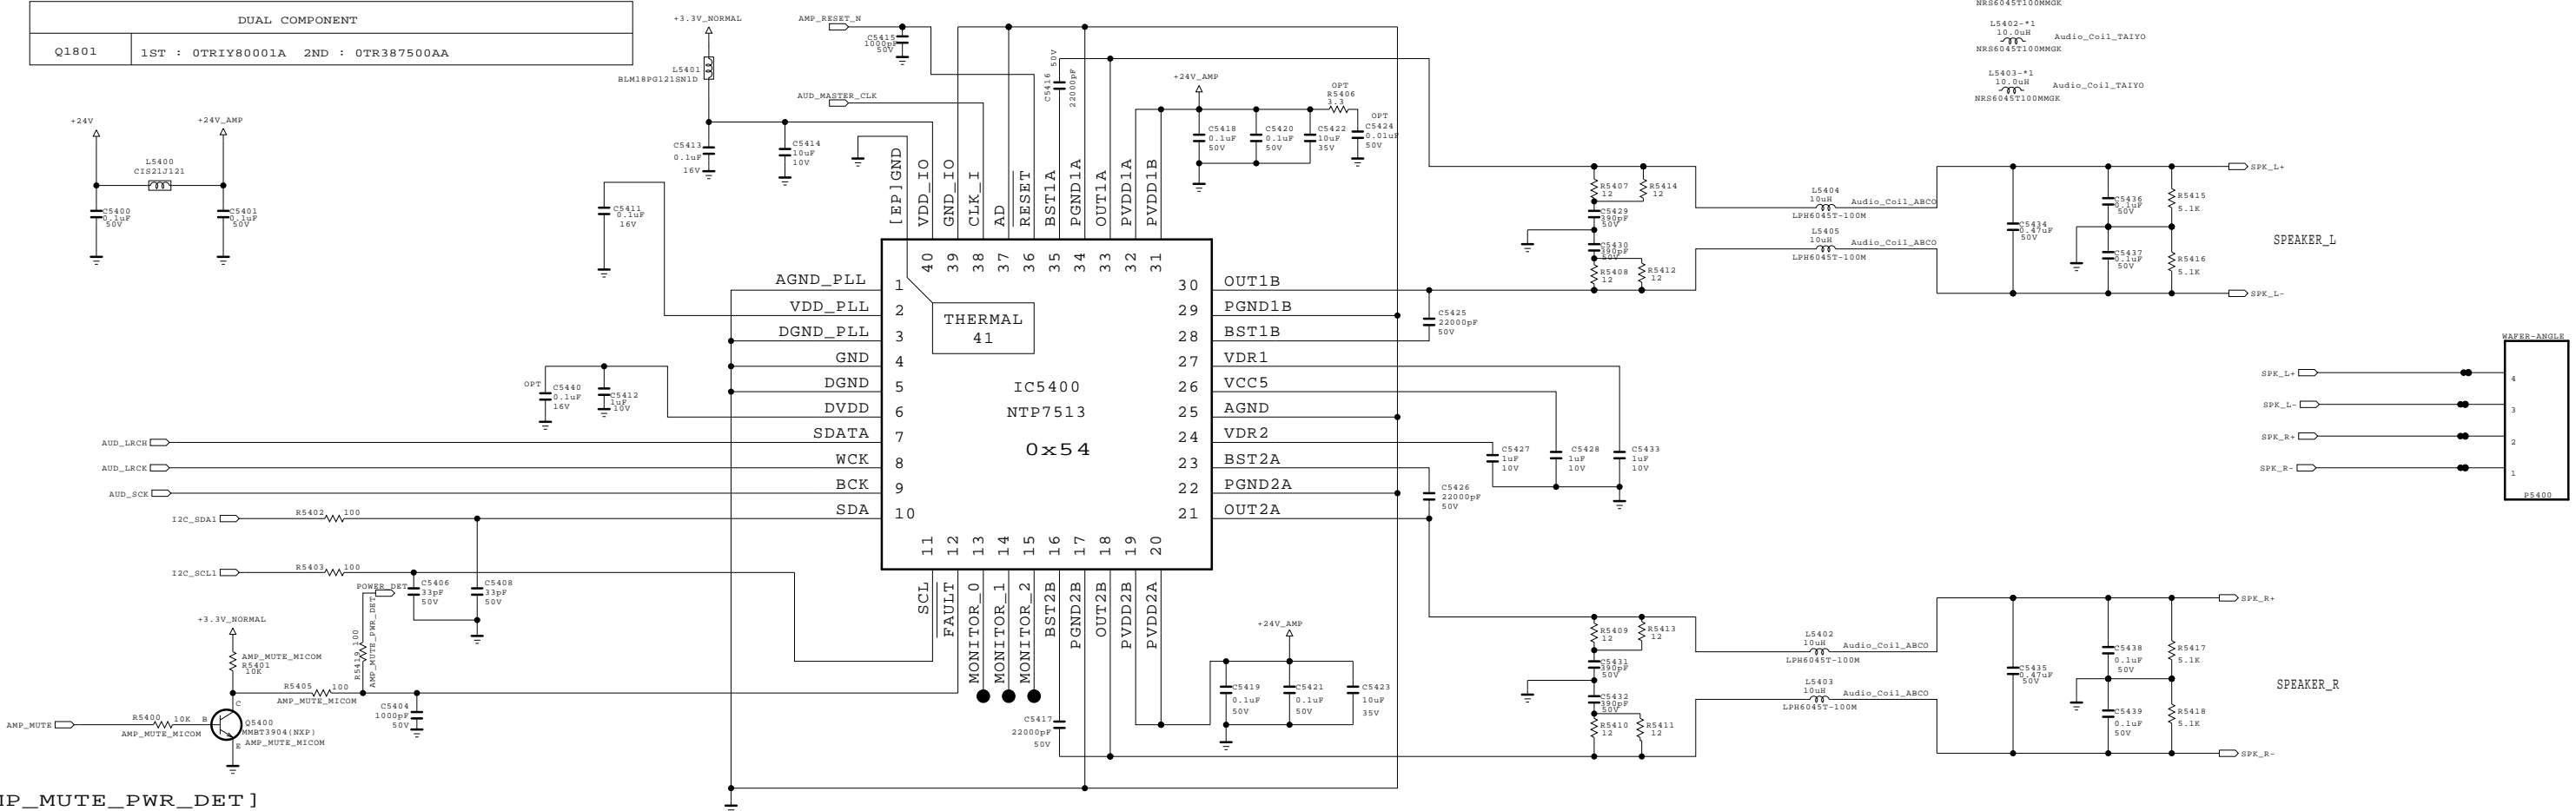 DUAL COMPONENT
Q1801 1ST : 0TRIY80001A 2ND : 0TR387500AA
+24V
+24V_AMP
L5400
CIS21J121
C5400
0.1uF
50V
C5401
0.1uF
50V
+3.3V_NORMAL
L5401
BLM18PG121SN1D
AMP_RESET_N
C5415
1000pF
50V
AUD_MASTER_CLK
C5413
0.1uF
16V
C5414
10uF
10V
C5411
0.1uF
16V
C5416
22000pF
50V
+24V_AMP
C5418
0.1uF
50V
C5420
0.1uF
50V
C5422
10uF
35V
OPT
R5406
3.3
OPT
C5424
0.01uF
50V
NRS6045T100MMGK
L5402-*1
10.0uH
Audio_Coil_TAIYO
NRS6045T100MMGK
L5403-*1
10.0uH
Audio_Coil_TAIYO
NRS6045T100MMGK
[EP]GND
VDD_IO
GND_IO
CLK_I
AD
RESET
BST1A
PGND1A
OUT1A
PVDD1A
PVDD1B
40 39 38 37 36 35 34 33 32 31
AGND_PLL 1
VDD_PLL 2
DGND_PLL 3
GND 4
DGND 5
DVDD 6
SDATA 7
WCK 8
BCK 9
SDA 10
THERMAL
41
IC5400
NTP7513
0x54
30 OUT1B
29 PGND1B
28 BST1B
27 VDR1
26 VCC5
25 AGND
24 VDR2
23 BST2A
22 PGND2A
21 OUT2A
11 12 13 14 15 16 17 18 19 20
SCL
FAULT
MONITOR_0
MONITOR_1
MONITOR_2
BST2B
PGND2B
OUT2B
PVDD2B
PVDD2A
OPT
C5440
0.1uF
16V
C5412
1uF
10V
AUD_LRCH
AUD_LRCK
AUD_SCK
I2C_SDA1
R5402 100
I2C_SCL1
R5403 100
POWER_DET
C5406
33pF
50V
C5408
33pF
50V
R5419 100
AMP_MUTE_PWR_DET
+3.3V_NORMAL
AMP_MUTE_MICOM
R5401
10K
R5405 100
AMP_MUTE_MICOM
C5404
1000pF
50V
AMP_MUTE
R5400 10K
AMP_MUTE_MICOM
B
C
E
Q5400
MMBT3904(NXP)
AMP_MUTE_MICOM
C5425
22000pF
50V
C5427
1uF
10V
C5428
1uF
10V
C5433
1uF
10V
C5426
22000pF
50V
+24V_AMP
C5419
0.1uF
50V
C5421
0.1uF
50V
C5423
10uF
35V
C5417
22000pF
50V
R5407
12
R5414
12
C5429
390pF
50V
C5430
390pF
50V
R5408
12
R5412
12
L5404
10uH
Audio_Coil_ABCO
LPH6045T-100M
L5405
10uH
Audio_Coil_ABCO
LPH6045T-100M
C5434
0.47uF
50V
C5436
0.1uF
50V
C5437
0.1uF
50V
R5415
5.1K
R5416
5.1K
SPK_L+
SPEAKER_L
SPK_L-
WAFER-ANGLE
SPK_L+ 4
SPK_L- 3
SPK_R+ 2
SPK_R- 1
P5400
R5409
12
R5413
12
C5431
390pF
50V
C5432
390pF
50V
R5410
12
R5411
12
L5402
10uH
Audio_Coil_ABCO
LPH6045T-100M
L5403
10uH
Audio_Coil_ABCO
LPH6045T-100M
C5435
0.47uF
50V
C5438
0.1uF
50V
C5439
0.1uF
50V
R5417
5.1K
R5418
5.1K
SPK_R+
SPEAKER_R
SPK_R-
MP_MUTE_PWR_DET]